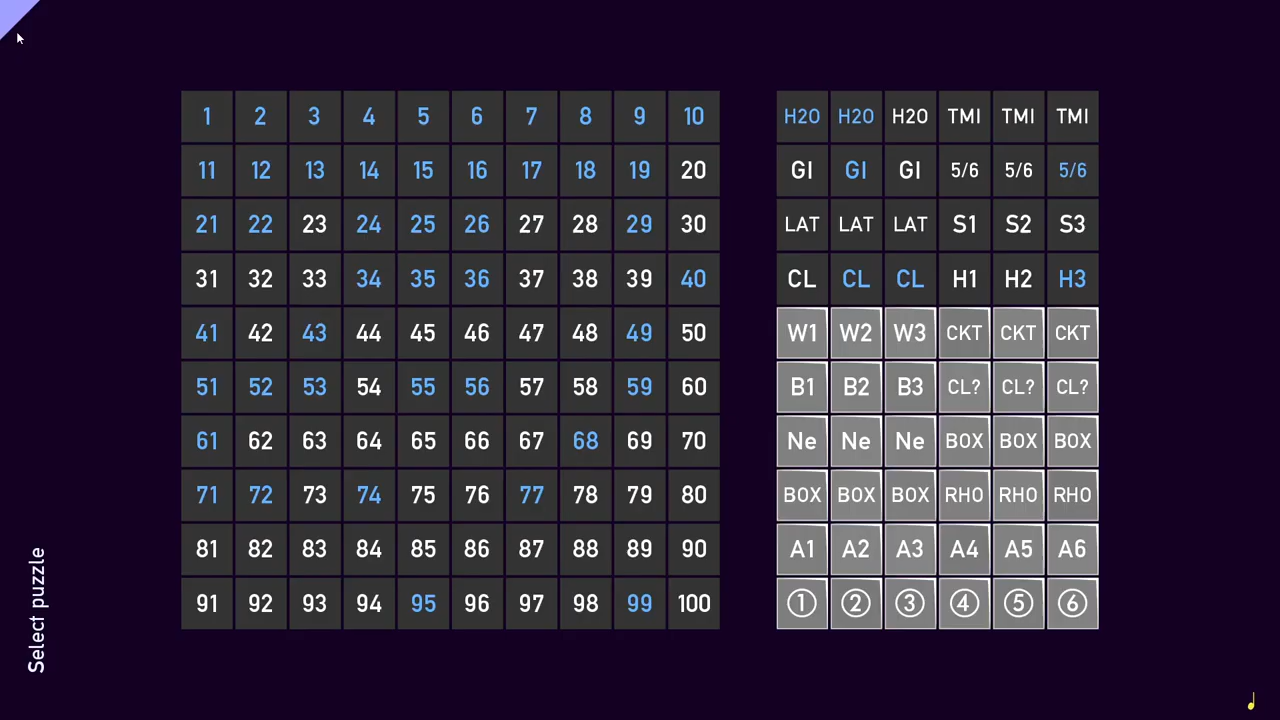 1 2 3 4 5 6 7 8 9 10 H2O H2O H2O TMI TMI TMI
11 12 13 14 15 16 17 18 19 20 GI GI GI 5/6 5/6 5/6
21 22 23 24 25 26 27 28 29 30 LAT LAT LAT S1 S2 S3
31 32 33 34 35 36 37 38 39 40 CL CL CL H1 H2 H3
41 42 43 44 45 46 47 48 49 50 W1 W2 W3 CKT CKT CKT
51 52 53 54 55 56 57 58 59 60 B1 B2 B3 CL? CL? CL?
61 62 63 64 65 66 67 68 69 70 Ne Ne Ne BOX BOX BOX
71 72 73 74 75 76 77 78 79 80 BOX BOX BOX RHO RHO RHO
81 82 83 84 85 86 87 88 89 90 A1 A2 A3 A4 A5 A6
91 92 93 94 95 96 97 98 99 100 ① ② ③ ④ ⑤ ⑥
Select puzzle